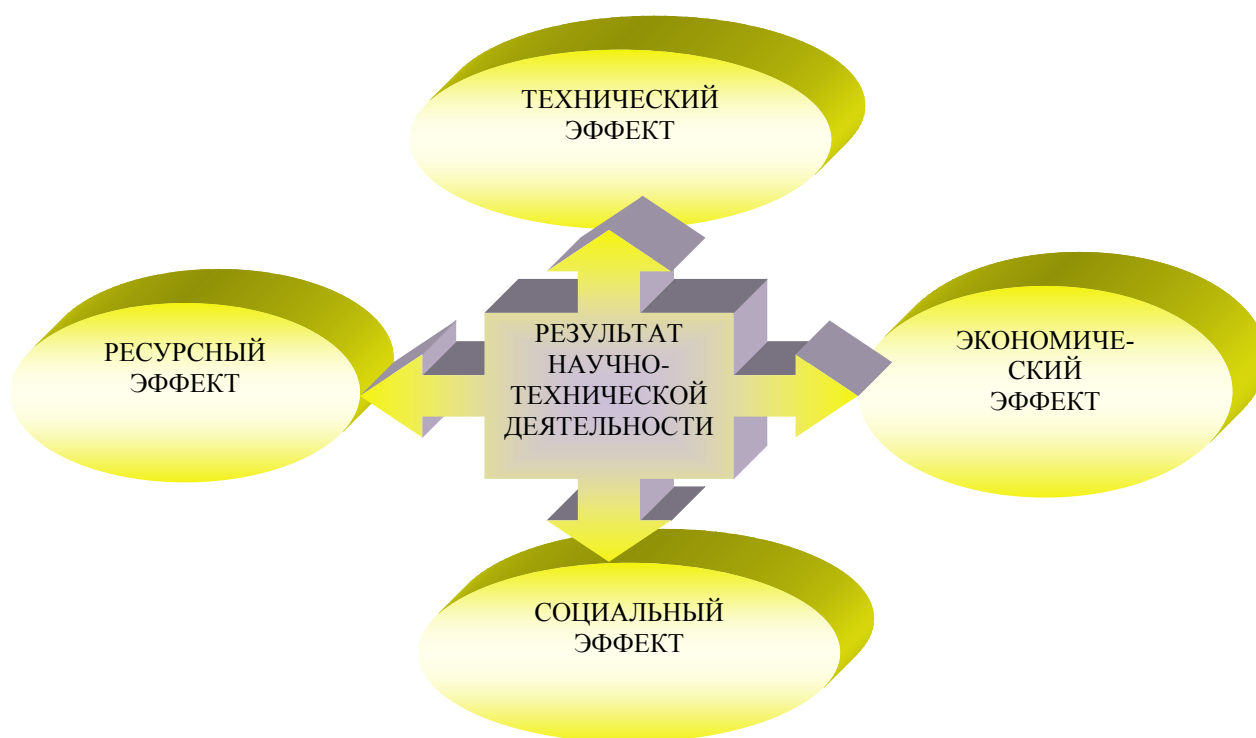 ТЕХНИЧЕСКИЙ
ЭФФЕКТ
РЕСУРСНЫЙ
ЭФФЕКТ
РЕЗУЛЬТАТ
НАУЧНО-
ТЕХНИЧЕСКОЙ
ДЕЯТЕЛЬНОСТИ
ЭКОНОМИЧЕ-
СКИЙ
ЭФФЕКТ
СОЦИАЛЬНЫЙ
ЭФФЕКТ